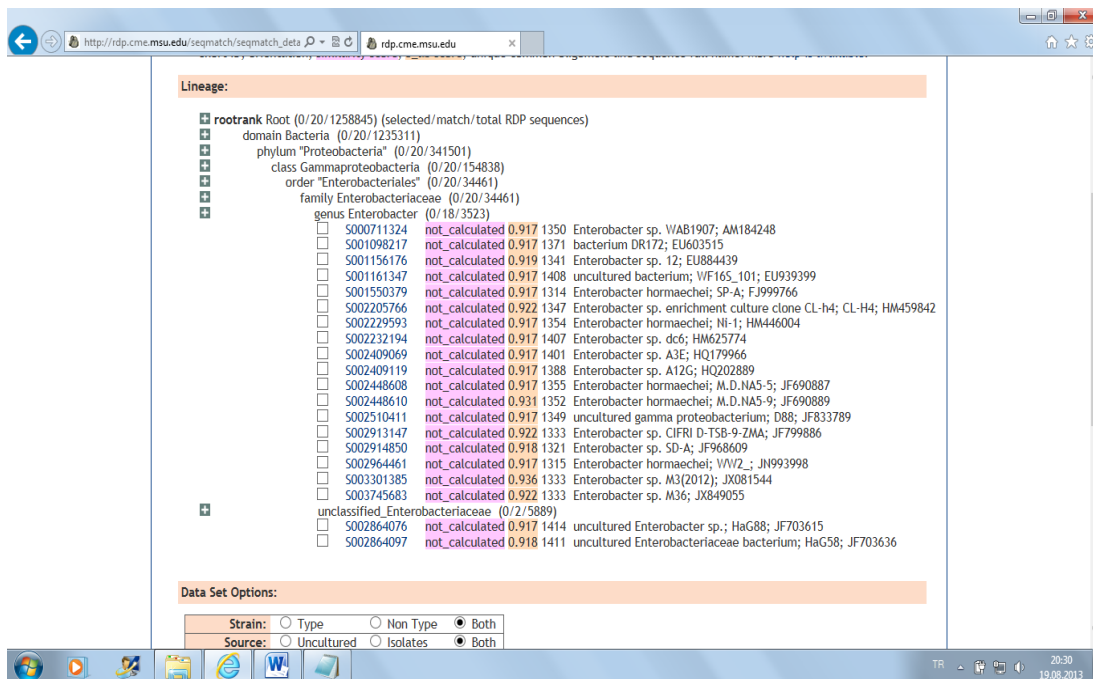 http://rdp.cme.msu.edu/seqmatch/seqmatch_deta
rdp.cme.msu.edu
Lineage:
rootrank Root (0/20/1258845) (selected/match/total RDP sequences)
domain Bacteria (0/20/1235311)
phylum "Proteobacteria" (0/20/341501)
class Gammaproteobacteria (0/20/154838)
order "Enterobacteriales" (0/20/34461)
family Enterobacteriaceae (0/20/34461)
genus Enterobacter (0/18/3523)
S000711324 not_calculated 0.917 1350 Enterobacter sp. WAB1907; AM184248
S001098217 not_calculated 0.917 1371 bacterium DR172; EU603515
S001156176 not_calculated 0.919 1341 Enterobacter sp. 12; EU884439
S001161347 not_calculated 0.917 1408 uncultured bacterium; WF16S_101; EU939399
S001550379 not_calculated 0.917 1314 Enterobacter hormaechei; SP-A; FJ999766
S002205766 not_calculated 0.922 1347 Enterobacter sp. enrichment culture clone CL-h4; CL-H4; HM459842
S002229593 not_calculated 0.917 1354 Enterobacter hormaechei; Ni-1; HM446004
S002232194 not_calculated 0.917 1407 Enterobacter sp. dc6; HM625774
S002409069 not_calculated 0.917 1401 Enterobacter sp. A3E; HQ179966
S002409119 not_calculated 0.917 1388 Enterobacter sp. A12G; HQ202889
S002448608 not_calculated 0.917 1355 Enterobacter hormaechei; M.D.NA5-5; JF690887
S002448610 not_calculated 0.931 1352 Enterobacter hormaechei; M.D.NA5-9; JF690889
S002510411 not_calculated 0.917 1349 uncultured gamma proteobacterium; D88; JF833789
S002913147 not_calculated 0.922 1333 Enterobacter sp. CIFRI D-TSB-9-ZMA; JF799886
S002914850 not_calculated 0.918 1321 Enterobacter sp. SD-A; JF968609
S002964461 not_calculated 0.917 1315 Enterobacter hormaechei; WW2_; JN993998
S003301385 not_calculated 0.936 1333 Enterobacter sp. M3(2012); JX081544
S003745683 not_calculated 0.922 1333 Enterobacter sp. M36; JX849055
unclassified_Enterobacteriaceae (0/2/5889)
S002864076 not_calculated 0.917 1414 uncultured Enterobacter sp.; HaG88; JF703615
S002864097 not_calculated 0.918 1411 uncultured Enterobacteriaceae bacterium; HaG58; JF703636
Data Set Options:
Strain: Type Non Type Both
Source: Uncultured Isolates Both
TR
20:30
19.08.2013